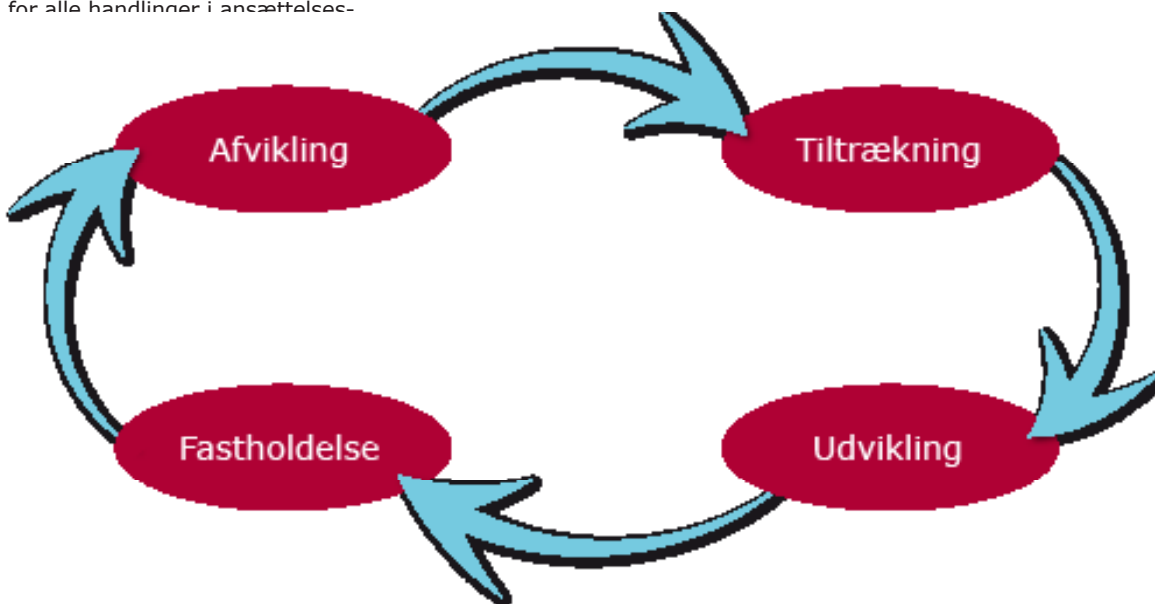 for alle handlinger i ansættelses-
Afvikling
Tiltrækning
Fastholdelse
Udvikling